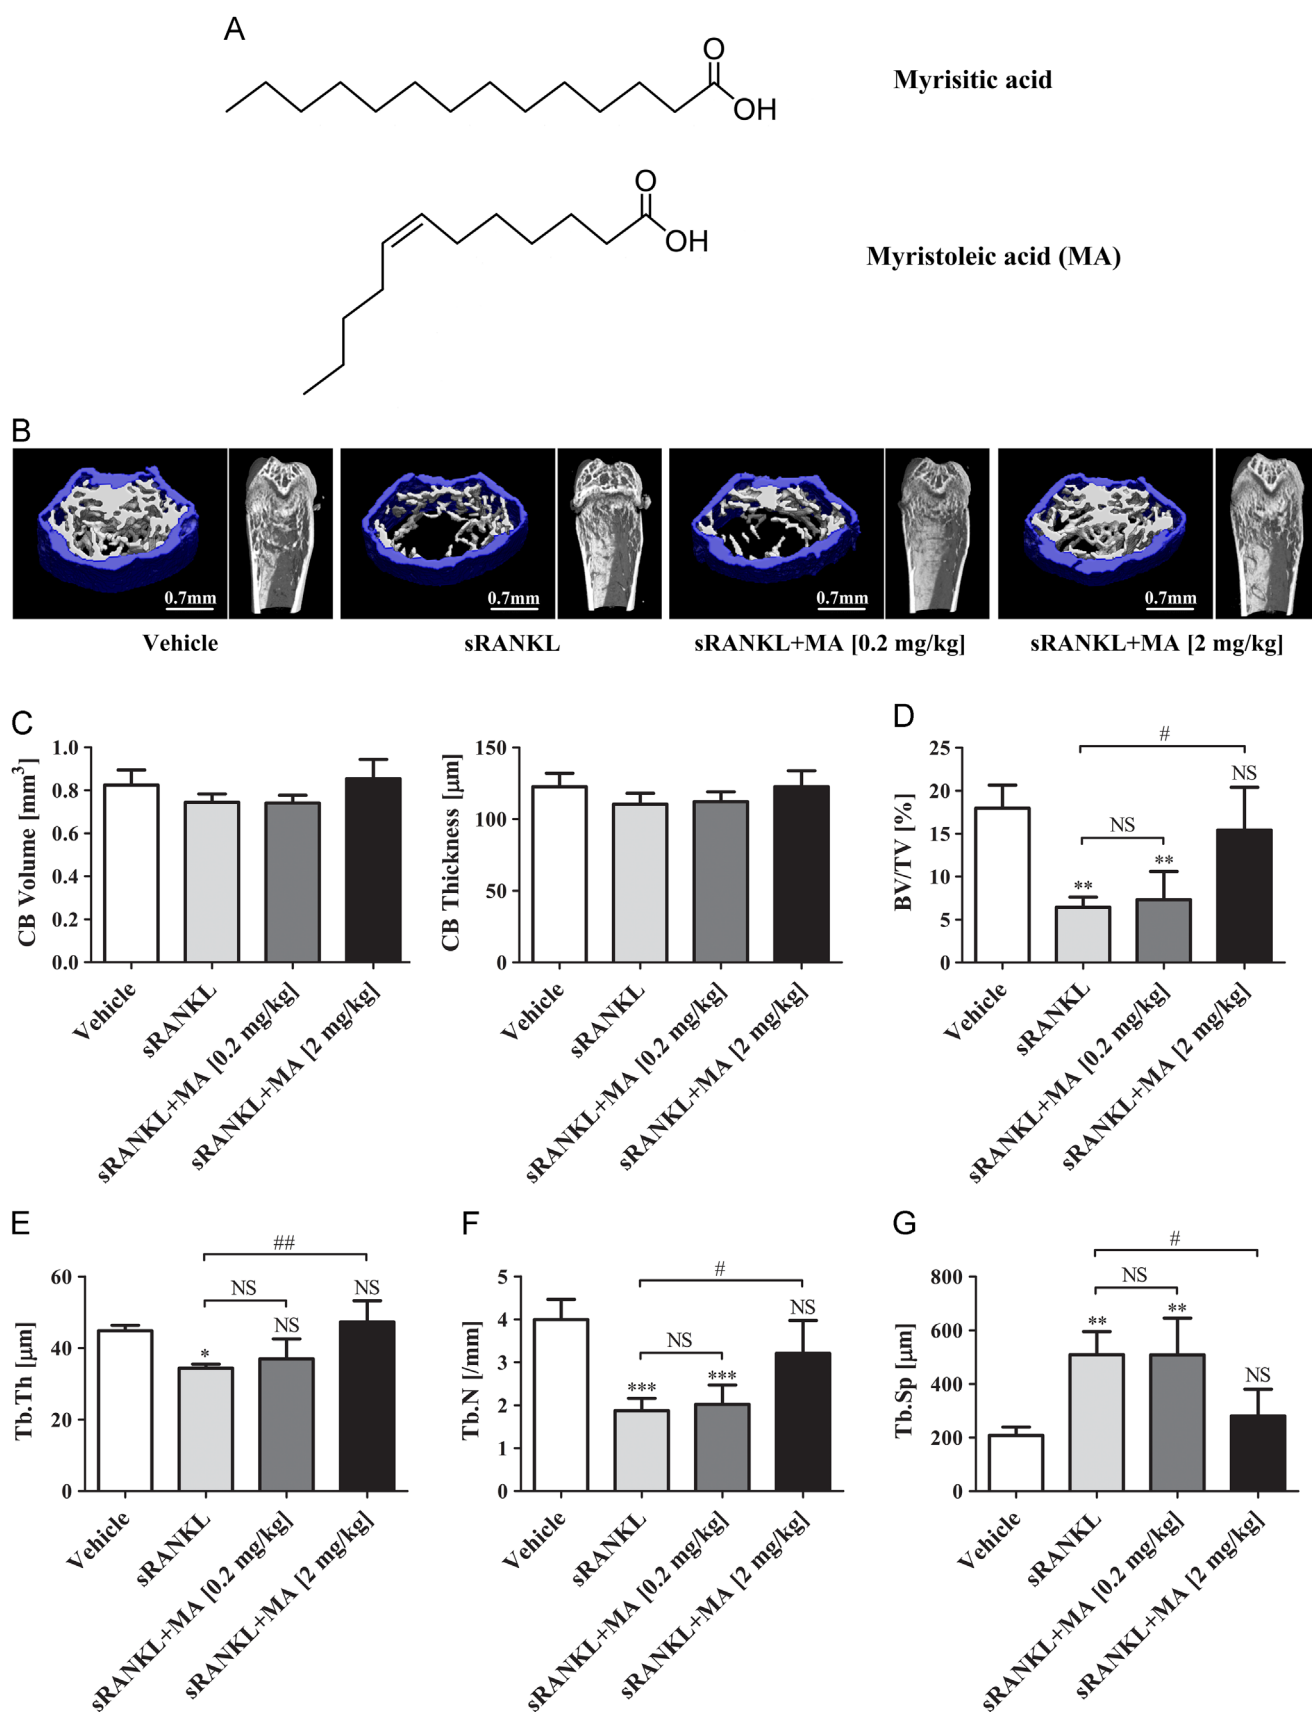 A
O
OH
Myrisitic acid
O
OH
Myristoleic acid (MA)
B
0.7mm
0.7mm
0.7mm
0.7mm
Vehicle
sRANKL
sRANKL+MA [0.2 mg/kg]
sRANKL+MA [2 mg/kg]
C
CB Volume [mm³]
1.0
0.8
0.6
0.4
0.2
0.0
Vehicle
sRANKL
sRANKL+MA [0.2 mg/kg]
sRANKL+MA [2 mg/kg]
CB Thickness [µm]
150
100
50
0
Vehicle
sRANKL
sRANKL+MA [0.2 mg/kg]
sRANKL+MA [2 mg/kg]
D
BV/TV [%]
25
20
15
10
5
0
#
NS
NS
**
**
Vehicle
sRANKL
sRANKL+MA [0.2 mg/kg]
sRANKL+MA [2 mg/kg]
E
Tb.Th [µm]
60
40
20
0
##
NS
NS
NS
*
Vehicle
sRANKL
sRANKL+MA [0.2 mg/kg]
sRANKL+MA [2 mg/kg]
F
Tb.N [/mm]
5
4
3
2
1
0
#
NS
NS
***
***
Vehicle
sRANKL
sRANKL+MA [0.2 mg/kg]
sRANKL+MA [2 mg/kg]
G
Tb.Sp [µm]
800
600
400
200
0
#
NS
**
**
NS
Vehicle
sRANKL
sRANKL+MA [0.2 mg/kg]
sRANKL+MA [2 mg/kg]